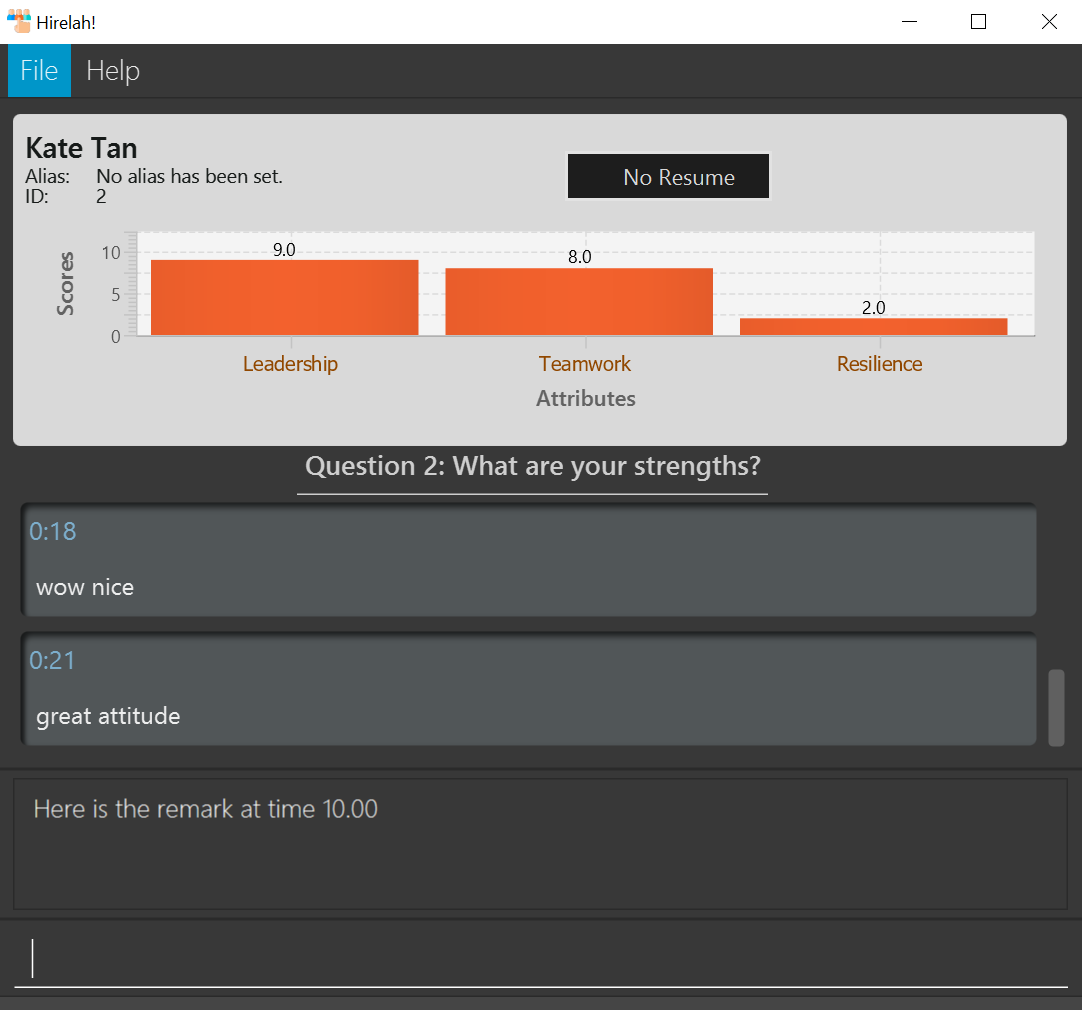 Hirelah!
File Help
Kate Tan
Alias: No alias has been set.
ID: 2
No Resume
Scores
10
5
0
9.0
8.0
2.0
Leadership Teamwork Resilience
Attributes
Question 2: What are your strengths?
0:18
wow nice
0:21
great attitude
Here is the remark at time 10.00